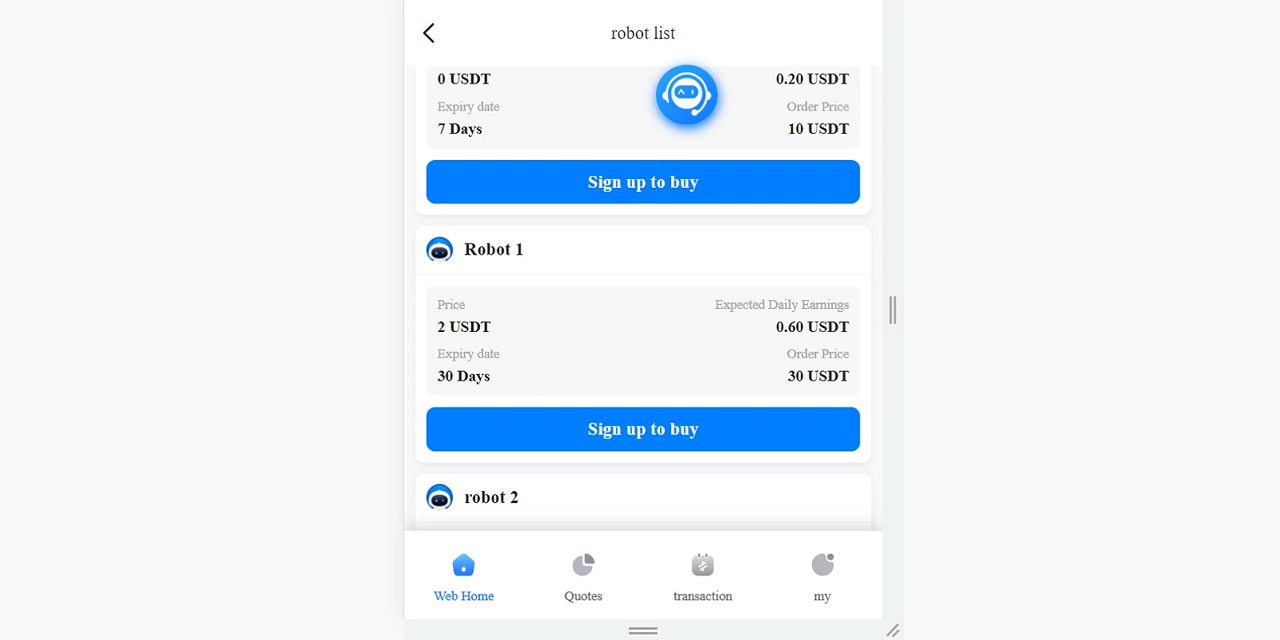 robot list
0 USDT 0.20 USDT
Expiry date Order Price
7 Days 10 USDT
Sign up to buy
Robot 1
Price Expected Daily Earnings
2 USDT 0.60 USDT
Expiry date Order Price
30 Days 30 USDT
Sign up to buy
robot 2
Web Home Quotes transaction my